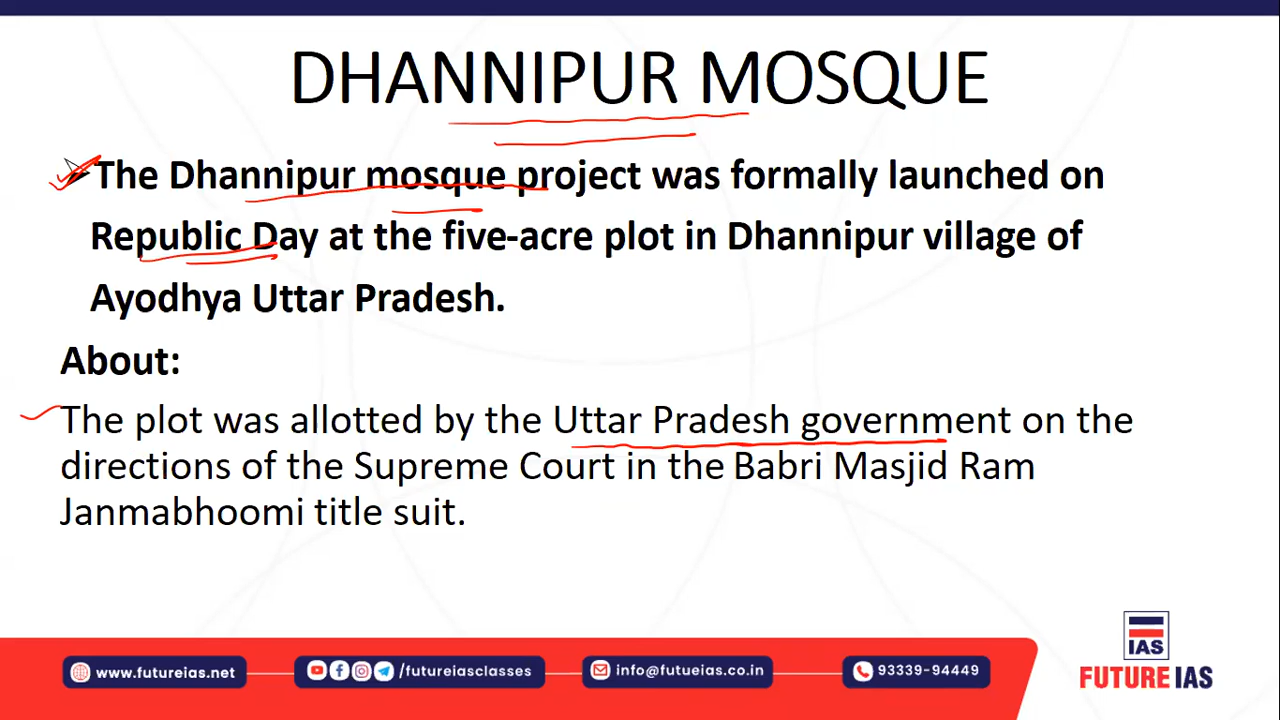 DHANNIPUR MOSQUE
The Dhannipur mosque project was formally launched on
Republic Day at the five-acre plot in Dhannipur village of
Ayodhya Uttar Pradesh.
About:
The plot was allotted by the Uttar Pradesh government on the
directions of the Supreme Court in the Babri Masjid Ram
Janmabhoomi title suit.
IAS
www.futureias.net
/futureiasclasses
info@futueias.co.in
93339-94449
FUTURE IAS